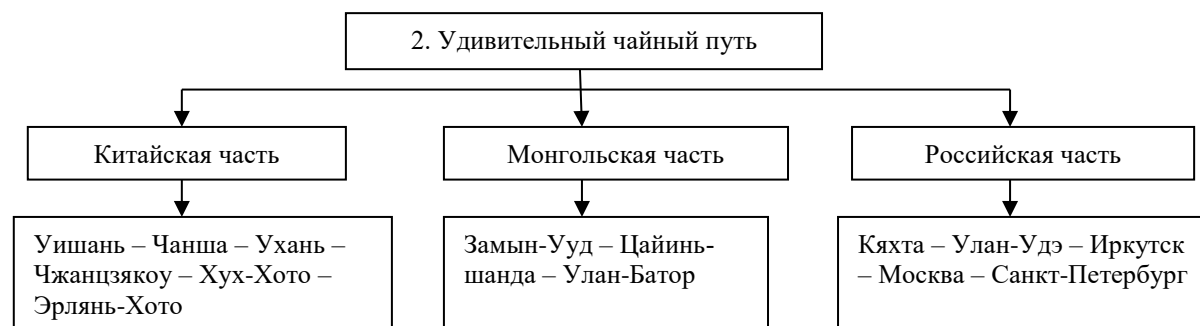 2. Удивительный чайный путь
Китайская часть
Монгольская часть
Российская часть
Уишань – Чанша – Ухань –
Чжанцзякоу – Хух-Хото –
Эрлянь-Хото
Замын-Ууд – Цайинь-
шанда – Улан-Батор
Кяхта – Улан-Удэ – Иркутск
– Москва – Санкт-Петербург